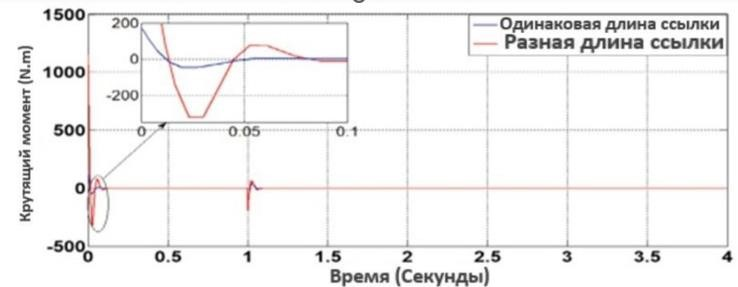 1500
1000
500
0
-500
Крутящий момент (N.m)
200
0
-200
0 0.05 0.1
Одинаковая длина ссылки
Разная длина ссылки
0 0.5 1 1.5 2 2.5 3 3.5 4
Время (Секунды)